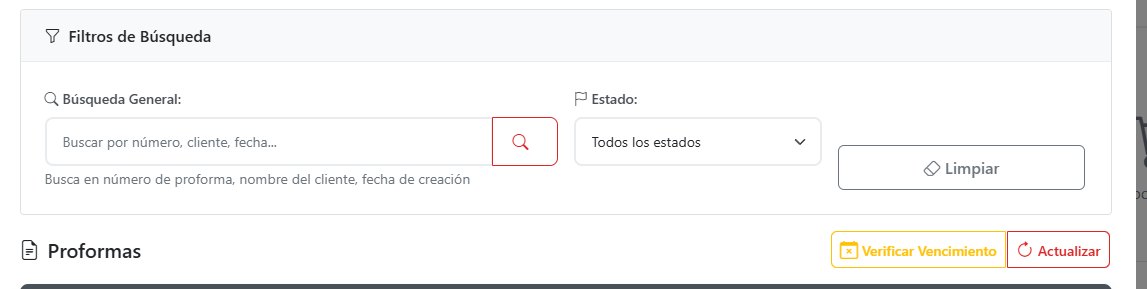 Filtros de Búsqueda
Búsqueda General:
Estado:
Buscar por número, cliente, fecha...
Todos los estados
Limpiar
Busca en número de proforma, nombre del cliente, fecha de creación
Proformas
Verificar Vencimiento
Actualizar